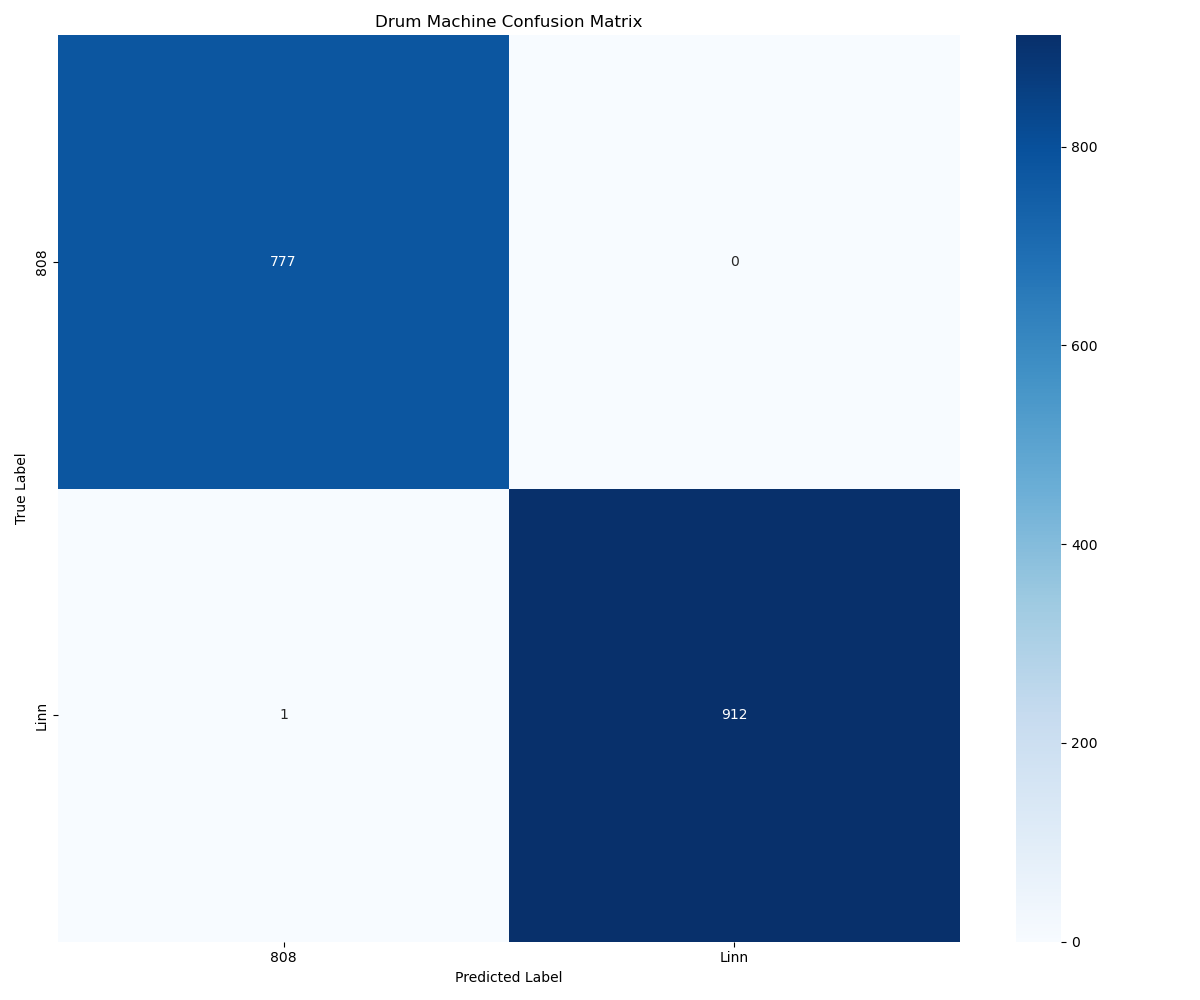 Drum Machine Confusion Matrix
808
777
0
Linn
1
912
808
Linn
True Label
Predicted Label
800
600
400
200
0